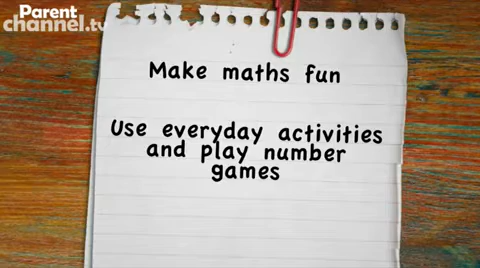 Parent
channel.tv
Make maths fun
Use everyday activities
and play number
games